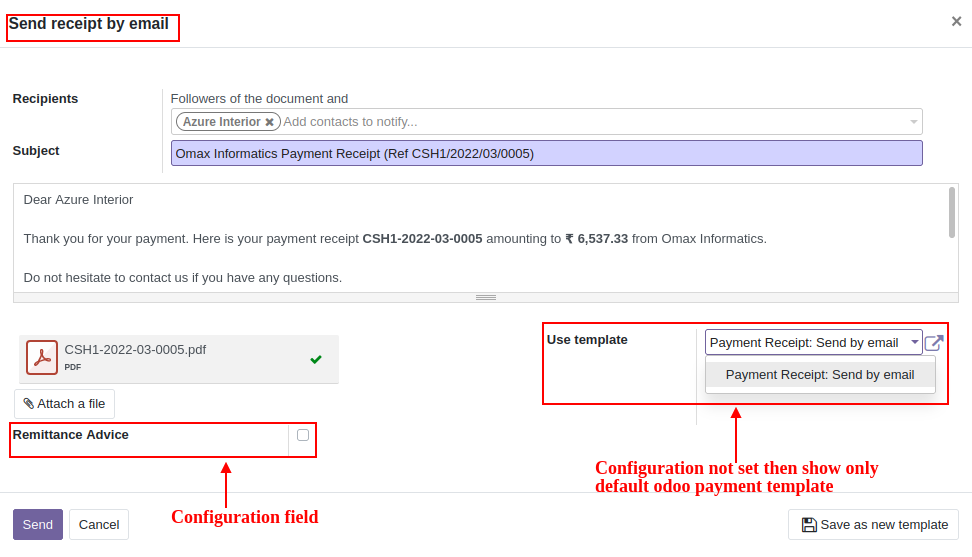 Send receipt by email ×
Recipients
Followers of the document and
Azure Interior ✖ Add contacts to notify...
Subject
Omax Informatics Payment Receipt (Ref CSH1/2022/03/0005)
Dear Azure Interior
Thank you for your payment. Here is your payment receipt CSH1-2022-03-0005 amounting to ₹ 6,537.33 from Omax Informatics.
Do not hesitate to contact us if you have any questions.
CSH1-2022-03-0005.pdf
PDF
Attach a file
Remittance Advice
Use template
Payment Receipt: Send by email
Payment Receipt: Send by email
Configuration field
Configuration not set then show only
default odoo payment template
Send
Cancel
Save as new template